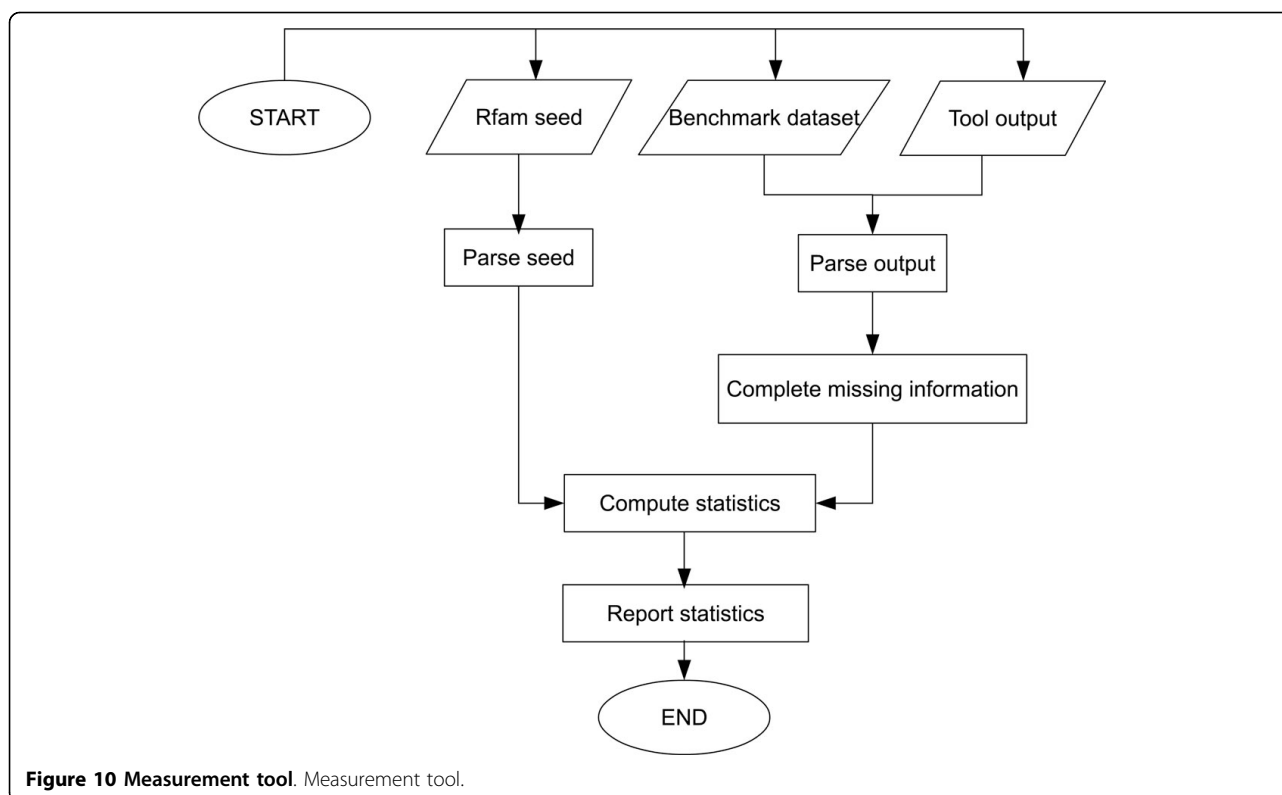 START
Rfam seed
Benchmark dataset
Tool output
Parse seed
Parse output
Complete missing information
Compute statistics
Report statistics
END
Figure 10 Measurement tool. Measurement tool.